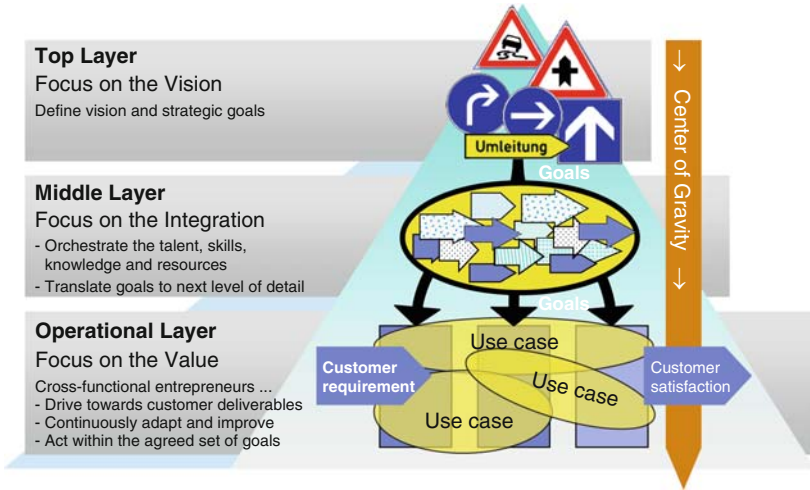 Top Layer
Focus on the Vision
Define vision and strategic goals
Umleitung
Goals
Middle Layer
Focus on the Integration
- Orchestrate the talent, skills,
knowledge and resources
- Translate goals to next level of detail
Goals
Operational Layer
Focus on the Value
Cross-functional entrepreneurs ...
- Drive towards customer deliverables
- Continuously adapt and improve
- Act within the agreed set of goals
Customer
requirement
Use case
Use case
Use case
Customer
satisfaction
→ Center of Gravity →